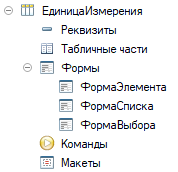 ЕдиницаИзмерения
Реквизиты
Табличные части
Формы
ФормаЭлемента
ФормаСписка
ФормаВыбора
Команды
Макеты